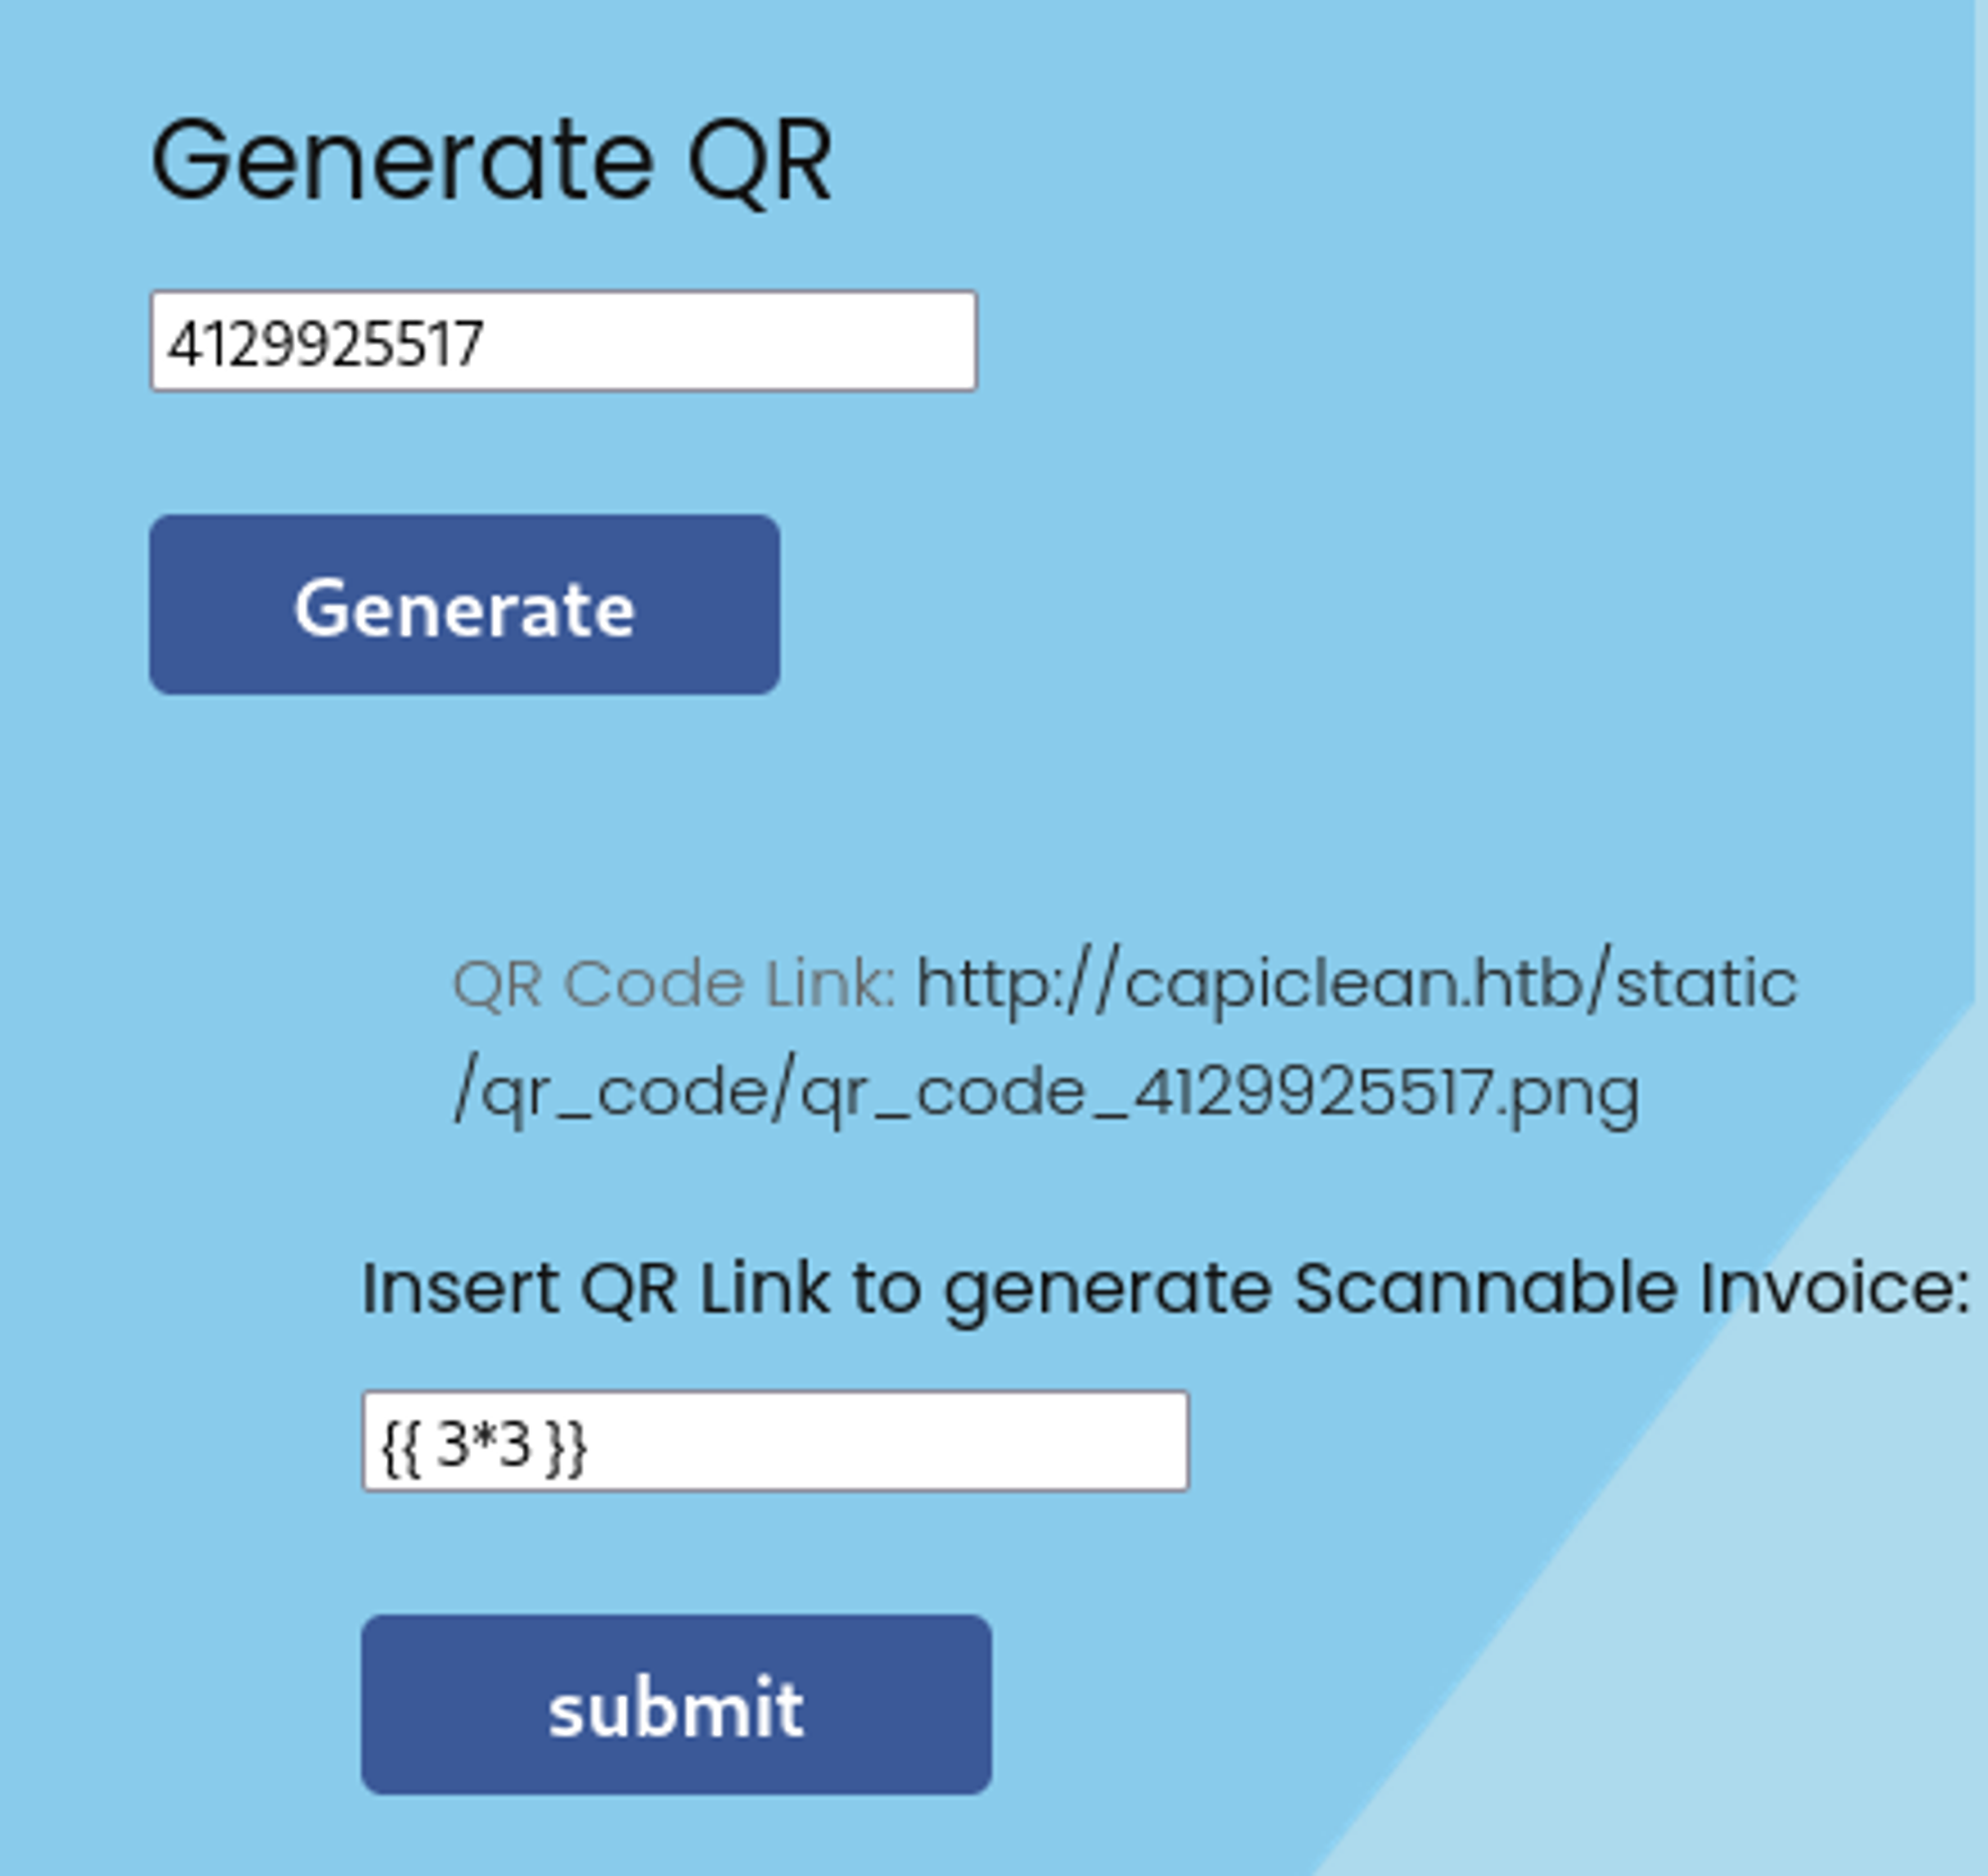 Generate QR
4129925517
Generate
QR Code Link: http://capiclean.htb/static
/qr_code/qr_code_4129925517.png
Insert QR Link to generate Scannable Invoice:
{{ 3*3 }}
submit